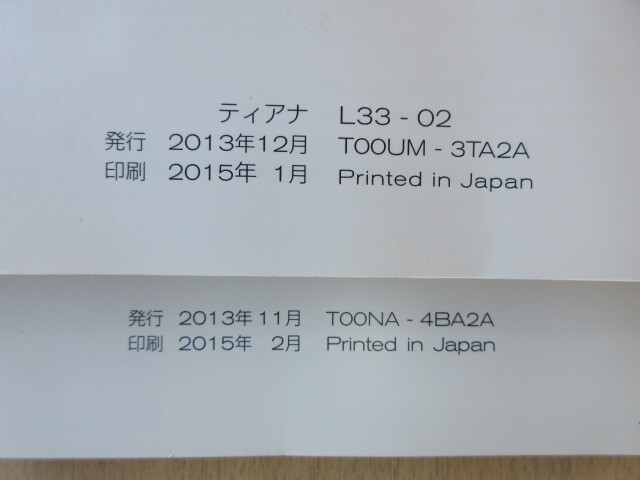 ティアナ L33-02
発行 2013年12月 T00UM-3TA2A
印刷 2015年 1月 Printed in Japan
発行 2013年11月 T00NA-4BA2A
印刷 2015年 2月 Printed in Japan